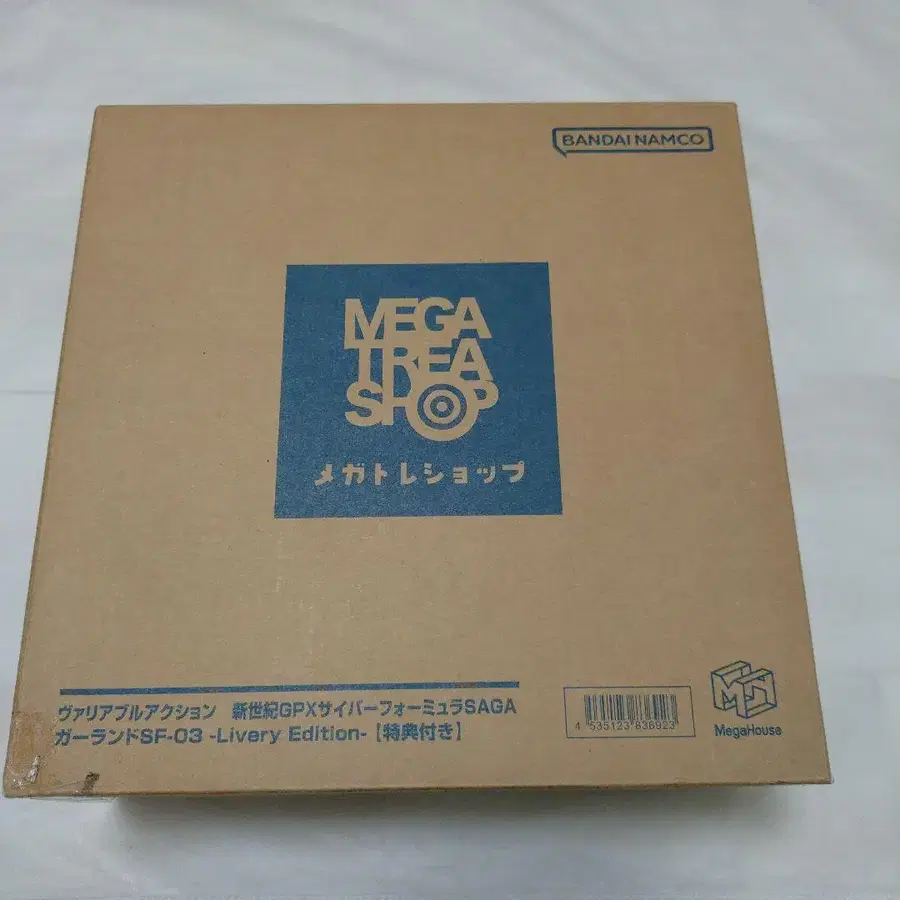 BANDAI NAMCO
MEGA
TREA
SHOP
メガトレショップ
ヴァリアブルアクション 新世紀GPXサイバーフォーミュラSAGA
ガーランドSF-03 -Livery Edition-【特典付き】
4 535123 838923
MH
MegaHouse